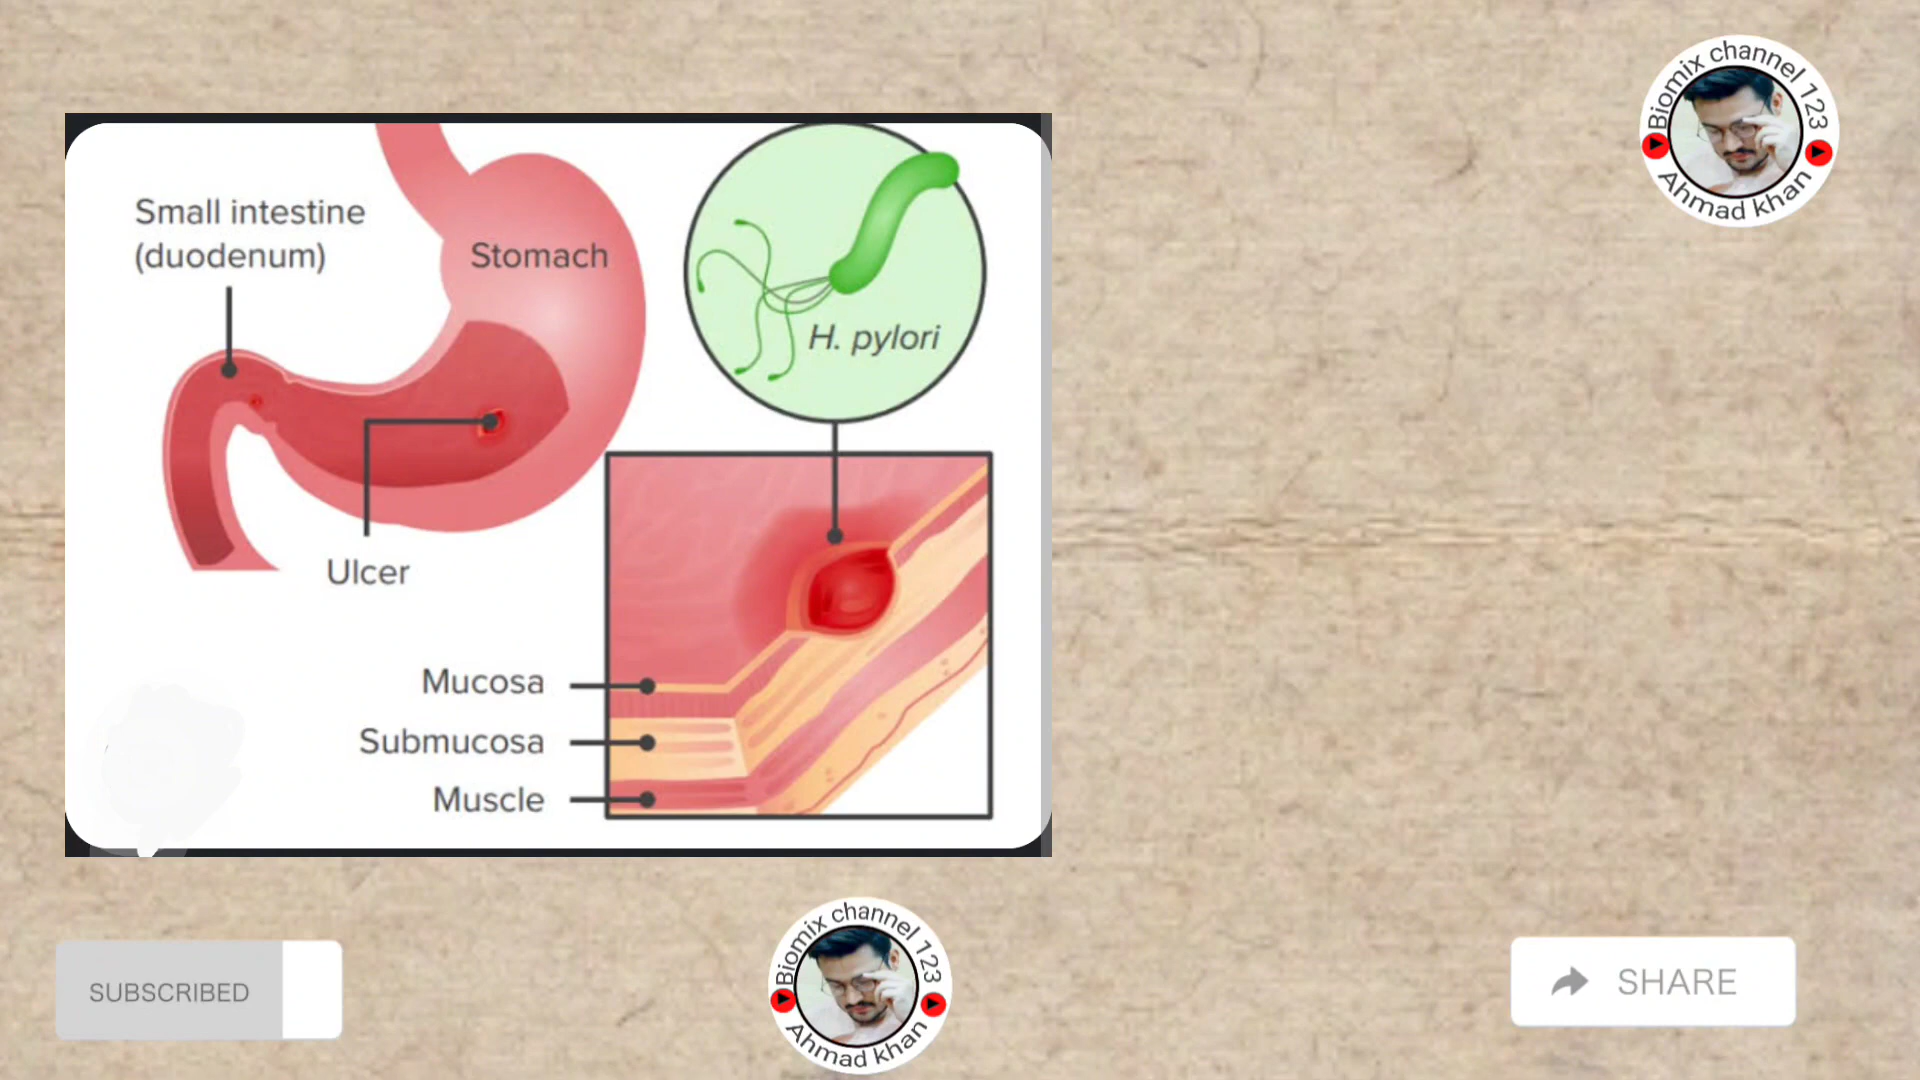 Small intestine
(duodenum)
Stomach
H. pylori
Ulcer
Mucosa
Submucosa
Muscle
Biomix channel 123
Ahmad khan
SUBSCRIBED
Biomix channel 123
Ahmad khan
SHARE